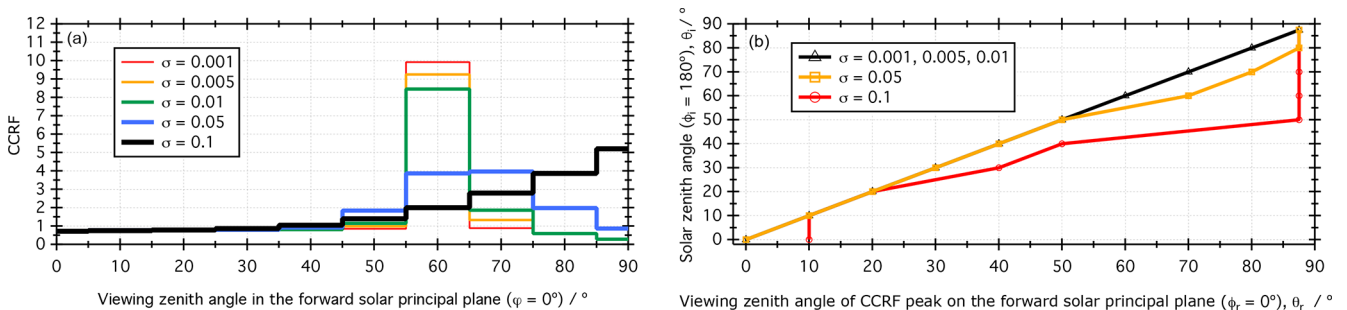 (a)
CCRF
12
11
10
9
8
7
6
5
4
3
2
1
0
σ = 0.001
σ = 0.005
σ = 0.01
σ = 0.05
σ = 0.1
0 10 20 30 40 50 60 70 80 90
Viewing zenith angle in the forward solar principal plane (φ = 0°) / °
(b)
Solar zenith angle (ϕi = 180°), θi / °
90
80
70
60
50
40
30
20
10
0
σ = 0.001, 0.005, 0.01
σ = 0.05
σ = 0.1
0 10 20 30 40 50 60 70 80 90
Viewing zenith angle of CCRF peak on the forward solar principal plane (ϕr = 0°), θr / °